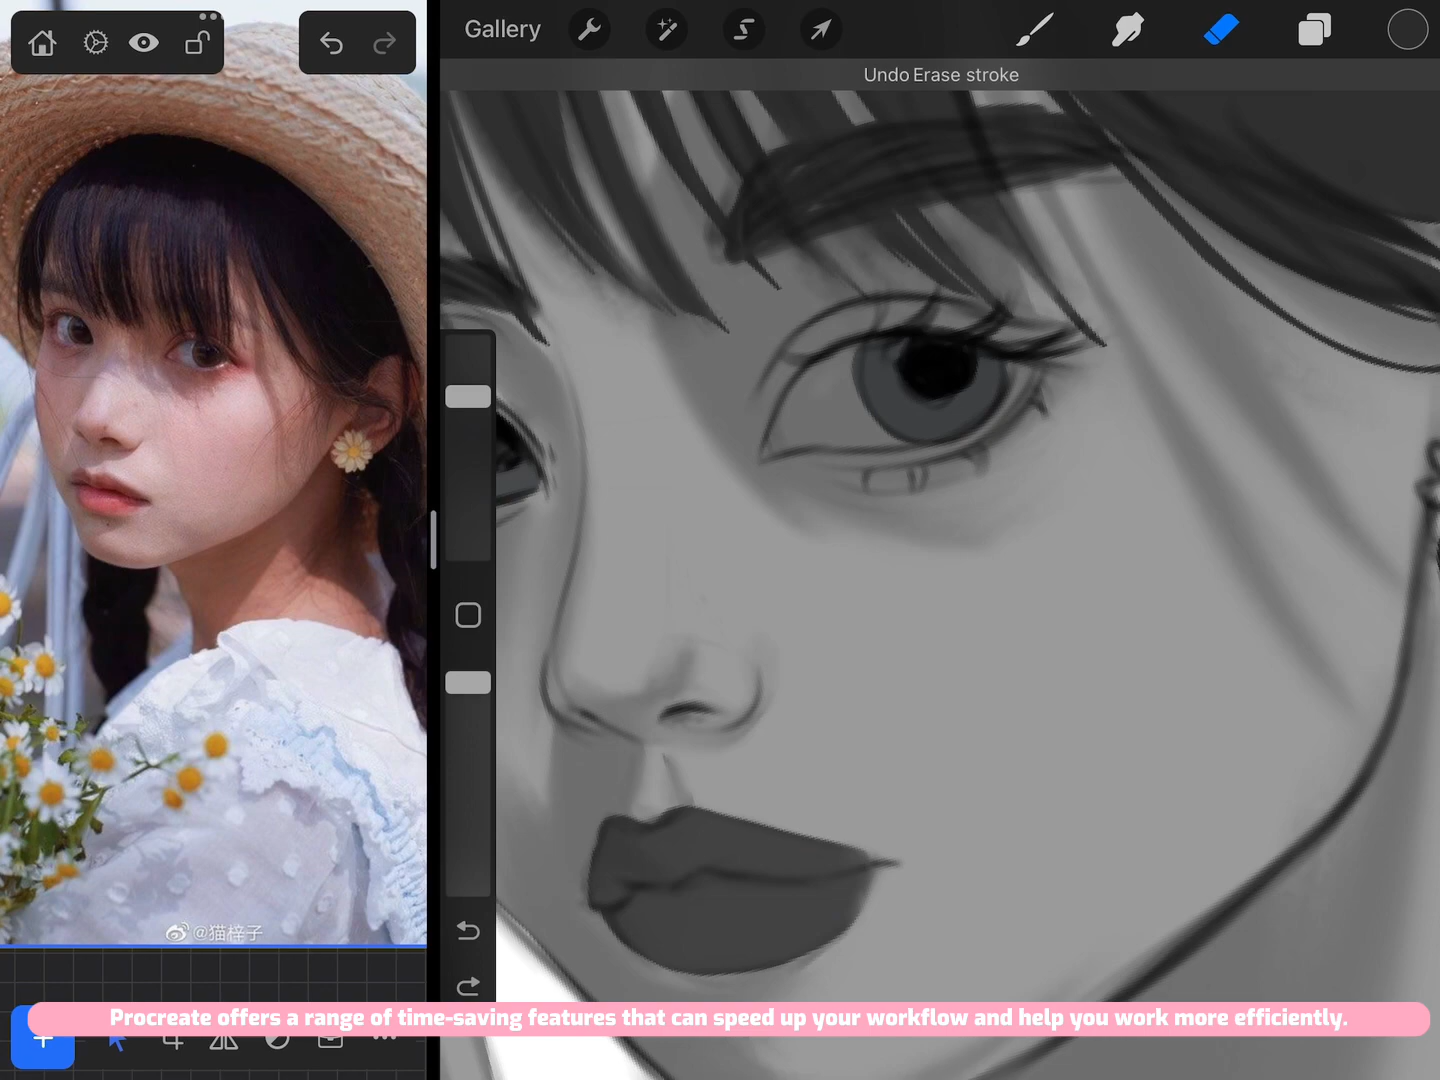 Gallery
Undo Erase stroke
@猫梓子
Procreate offers a range of time-saving features that can speed up your workflow and help you work more efficiently.